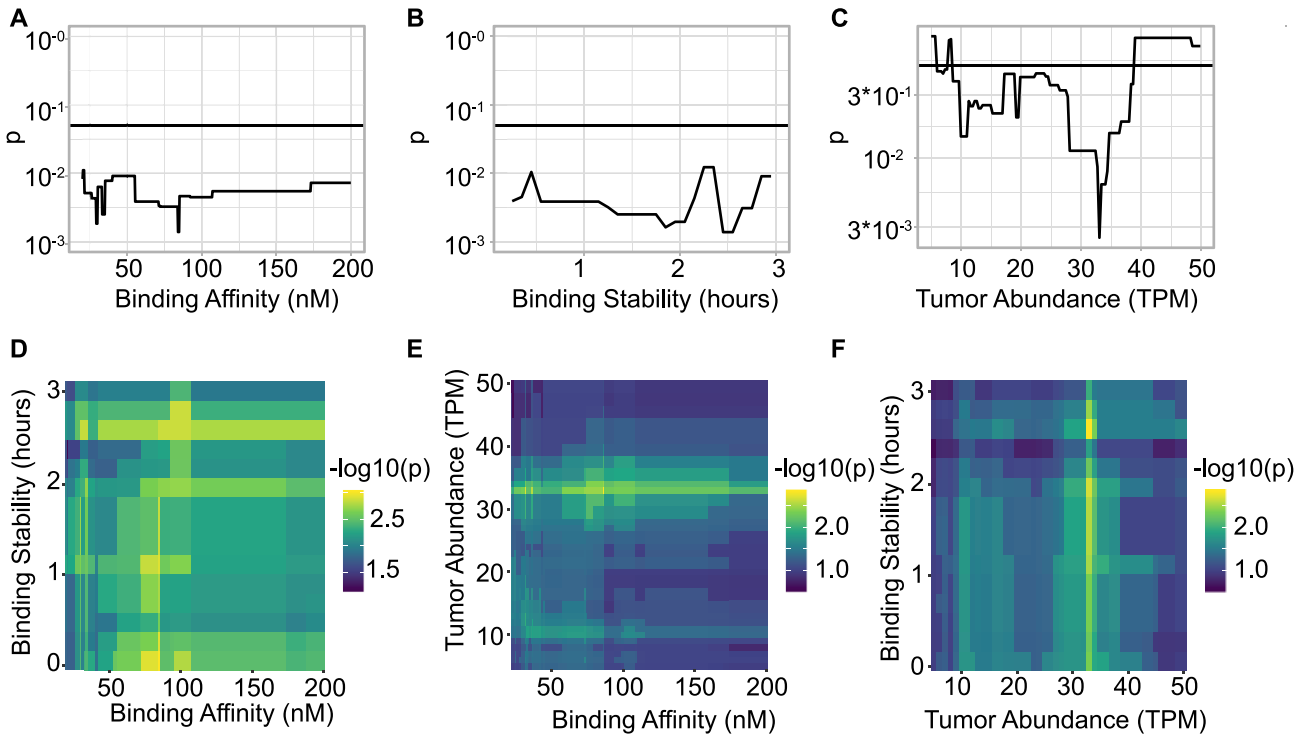 A
B
C
10⁻⁰
10⁻¹
10⁻²
10⁻³
p
50
100
150
200
Binding Affinity (nM)
10⁻⁰
10⁻¹
10⁻²
10⁻³
p
1
2
3
Binding Stability (hours)
3*10⁻¹
10⁻²
3*10⁻³
p
10
20
30
40
50
Tumor Abundance (TPM)
D
E
F
Binding Stability (hours)
3
2
1
0
50
100
150
200
Binding Affinity (nM)
-log10(p)
2.5
1.5
Tumor Abundance (TPM)
50
40
30
20
10
50
100
150
200
Binding Affinity (nM)
-log10(p)
2.0
1.0
Binding Stability (hours)
3
2
1
0
10
20
30
40
50
Tumor Abundance (TPM)
-log10(p)
2.0
1.0